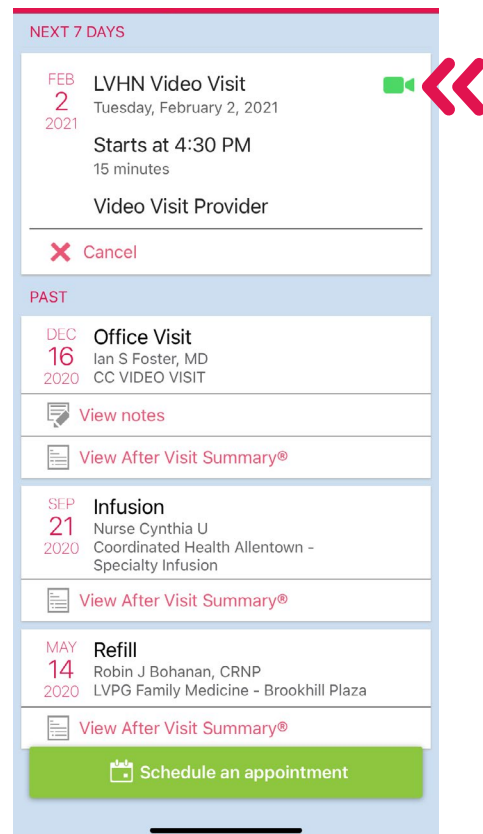 NEXT 7 DAYS
FEB
2
2021
LVHN Video Visit
Tuesday, February 2, 2021
Starts at 4:30 PM
15 minutes
Video Visit Provider
Cancel
PAST
DEC
16
2020
Office Visit
Ian S Foster, MD
CC VIDEO VISIT
View notes
View After Visit Summary®
SEP
21
2020
Infusion
Nurse Cynthia U
Coordinated Health Allentown -
Specialty Infusion
View After Visit Summary®
MAY
14
2020
Refill
Robin J Bohanan, CRNP
LVPG Family Medicine - Brookhill Plaza
View After Visit Summary®
Schedule an appointment